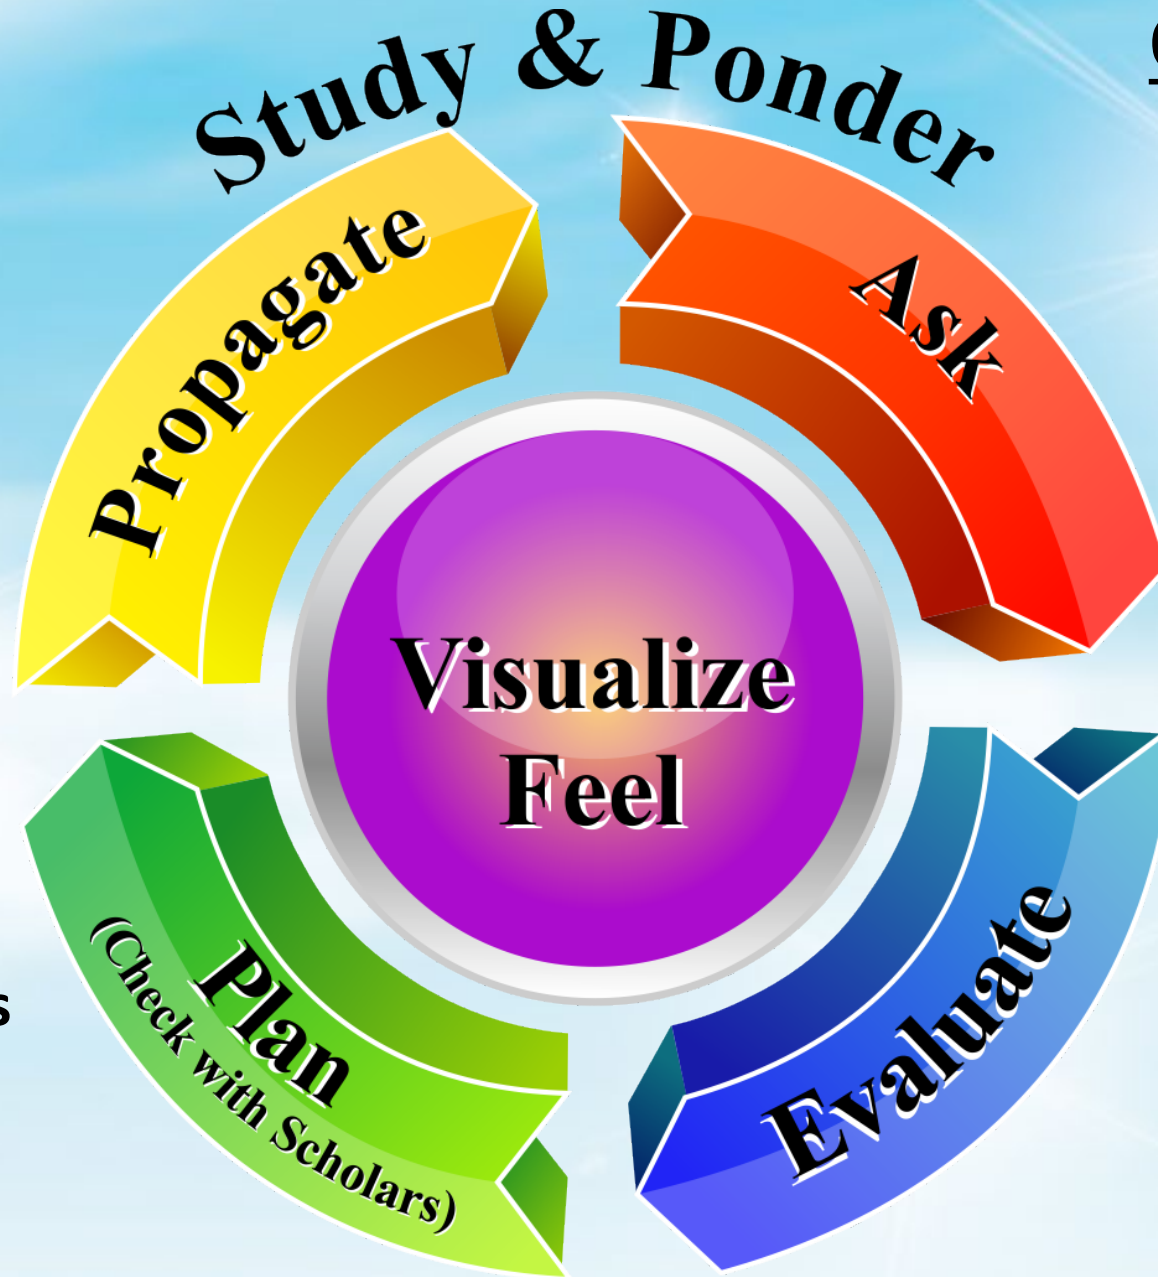 Study & Ponder
Propagate
Ask
Visualize
Feel
Plan
(Check with Scholars)
Evaluate
s